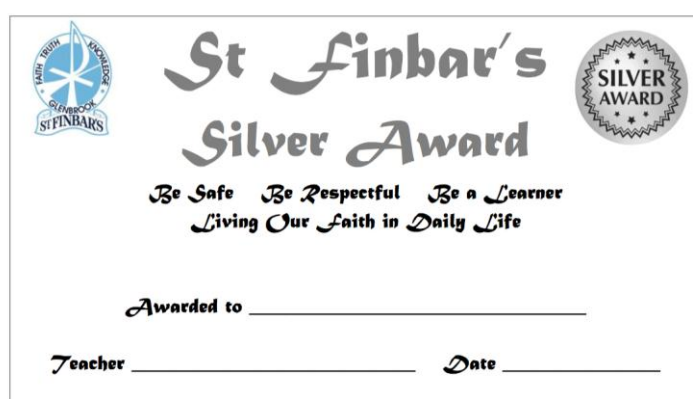 St Finbar's
Silver Award
FAITH TRUTH KNOWLEDGE
GLENBROOK
ST FINBAR'S
SILVER
AWARD
Be Safe Be Respectful Be a Learner
Living Our Faith in Daily Life
Awarded to
Teacher Date